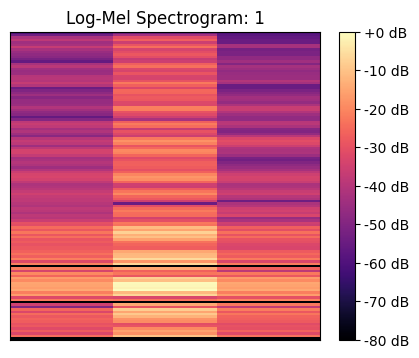 Log-Mel Spectrogram: 1
+0 dB
-10 dB
-20 dB
-30 dB
-40 dB
-50 dB
-60 dB
-70 dB
-80 dB